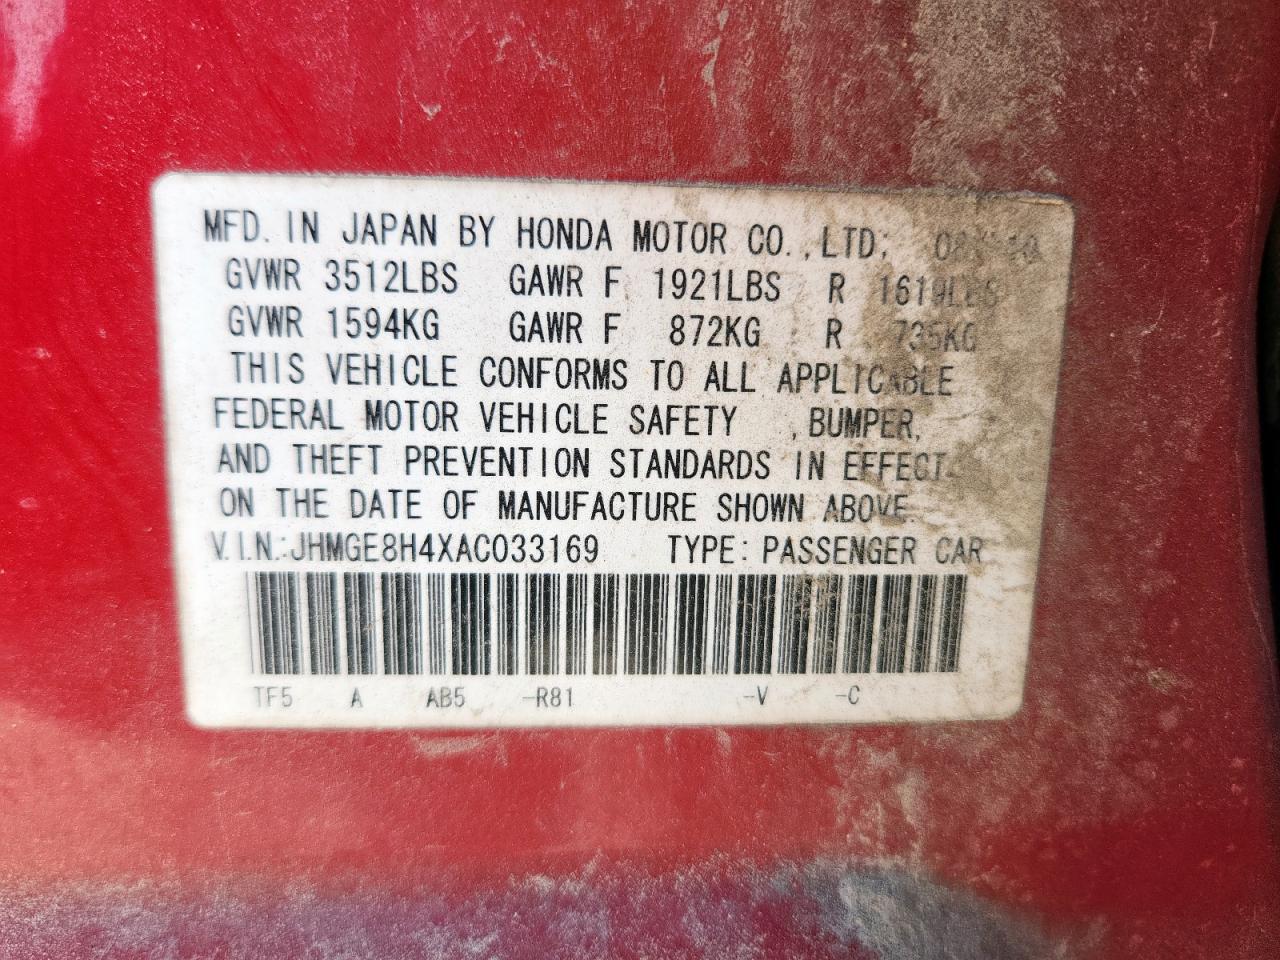 MFD. IN JAPAN BY HONDA MOTOR CO.,LTD;
GVWR 3512LBS GAWR F 1921LBS R 1619LBS
GVWR 1594KG GAWR F 872KG R 735KG
THIS VEHICLE CONFORMS TO ALL APPLICABLE
FEDERAL MOTOR VEHICLE SAFETY ,BUMPER,
AND THEFT PREVENTION STANDARDS IN EFFECT
ON THE DATE OF MANUFACTURE SHOWN ABOVE.
V.I.N.:JHMGE8H4XAC033169 TYPE: PASSENGER CAR
TF5 A AB5 -R81 -V -C